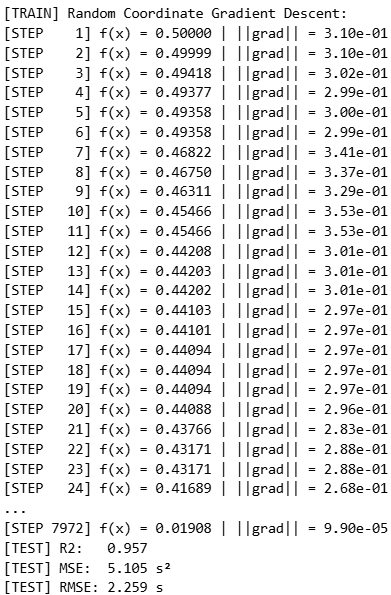 [TRAIN] Random Coordinate Gradient Descent:
[STEP    1] f(x) = 0.50000 | ||grad|| = 3.10e-01
[STEP    2] f(x) = 0.49999 | ||grad|| = 3.10e-01
[STEP    3] f(x) = 0.49418 | ||grad|| = 3.02e-01
[STEP    4] f(x) = 0.49377 | ||grad|| = 2.99e-01
[STEP    5] f(x) = 0.49358 | ||grad|| = 3.00e-01
[STEP    6] f(x) = 0.49358 | ||grad|| = 2.99e-01
[STEP    7] f(x) = 0.46822 | ||grad|| = 3.41e-01
[STEP    8] f(x) = 0.46750 | ||grad|| = 3.37e-01
[STEP    9] f(x) = 0.46311 | ||grad|| = 3.29e-01
[STEP   10] f(x) = 0.45466 | ||grad|| = 3.53e-01
[STEP   11] f(x) = 0.45466 | ||grad|| = 3.53e-01
[STEP   12] f(x) = 0.44208 | ||grad|| = 3.01e-01
[STEP   13] f(x) = 0.44203 | ||grad|| = 3.01e-01
[STEP   14] f(x) = 0.44202 | ||grad|| = 3.01e-01
[STEP   15] f(x) = 0.44103 | ||grad|| = 2.97e-01
[STEP   16] f(x) = 0.44101 | ||grad|| = 2.97e-01
[STEP   17] f(x) = 0.44094 | ||grad|| = 2.97e-01
[STEP   18] f(x) = 0.44094 | ||grad|| = 2.97e-01
[STEP   19] f(x) = 0.44094 | ||grad|| = 2.97e-01
[STEP   20] f(x) = 0.44088 | ||grad|| = 2.96e-01
[STEP   21] f(x) = 0.43766 | ||grad|| = 2.83e-01
[STEP   22] f(x) = 0.43171 | ||grad|| = 2.88e-01
[STEP   23] f(x) = 0.43171 | ||grad|| = 2.88e-01
[STEP   24] f(x) = 0.41689 | ||grad|| = 2.68e-01
...
[STEP 7972] f(x) = 0.01908 | ||grad|| = 9.90e-05
[TEST] R2:   0.957
[TEST] MSE:  5.105 s²
[TEST] RMSE: 2.259 s